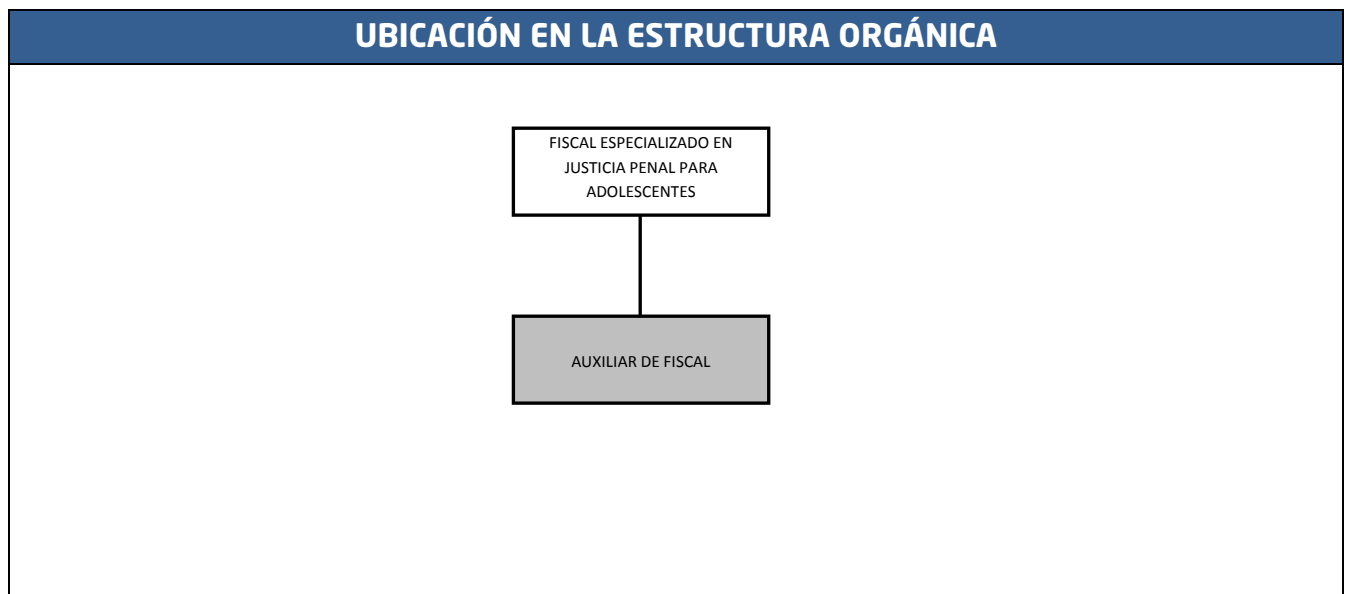 UBICACIÓN EN LA ESTRUCTURA ORGÁNICA
FISCAL ESPECIALIZADO EN
JUSTICIA PENAL PARA
ADOLESCENTES
AUXILIAR DE FISCAL